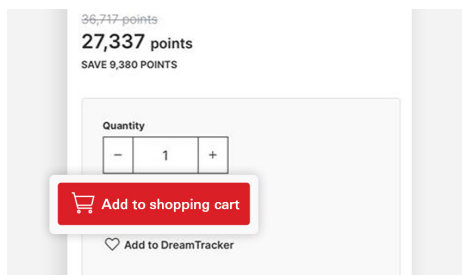 36,717 points
27,337 points
SAVE 9,380 POINTS
Quantity
− 1 +
Add to shopping cart
Add to DreamTracker